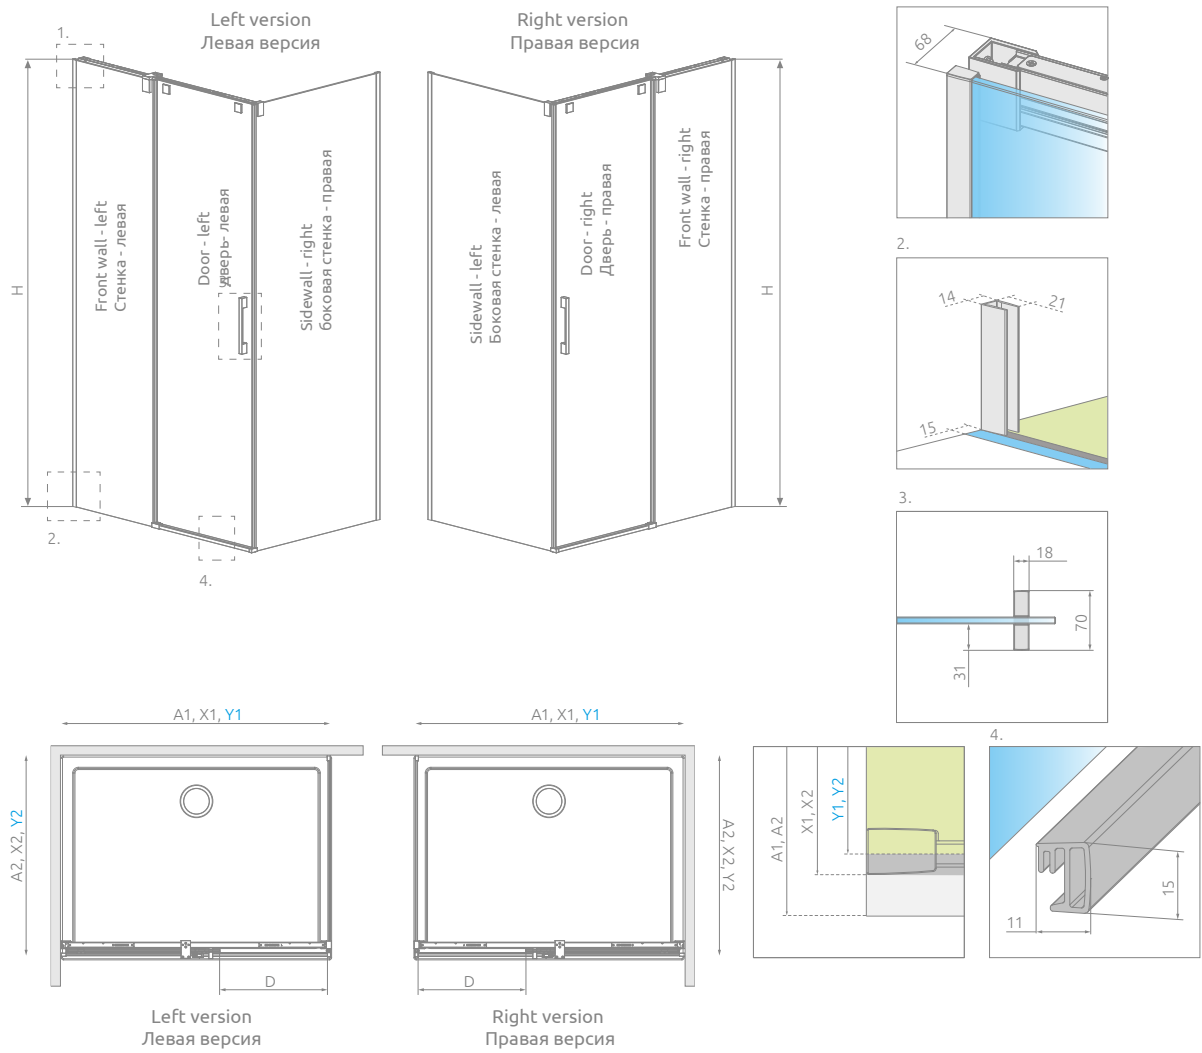 Left version
Левая версия
Right version
Правая версия
1.
H
Front wall - left
Стенка - левая
Door - left
дверь- левая
Sidewall - right
боковая стенка - правая
2.
4.
Sidewall - left
Боковая стенка - левая
Door - right
Дверь - правая
Front wall - right
Стенка - правая
H
68
2.
14
21
15
3.
18
70
31
A1, X1, Y1
A2, X2, Y2
D
Left version
Левая версия
A1, X1, Y1
A2, X2, Y2
D
Right version
Правая версия
A1, A2
X1, X2
Y1, Y2
4.
11
15